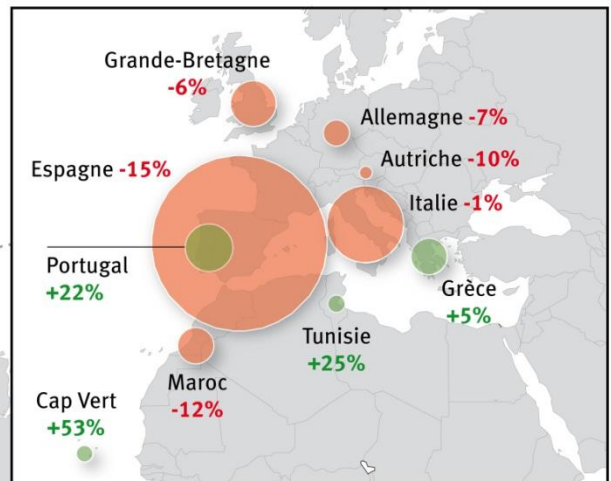 Grande-Bretagne
-6%
Allemagne -7%
Autriche -10%
Espagne -15%
Italie -1%
Portugal
+22%
Grèce
+5%
Tunisie
+25%
Maroc
-12%
Cap Vert
+53%